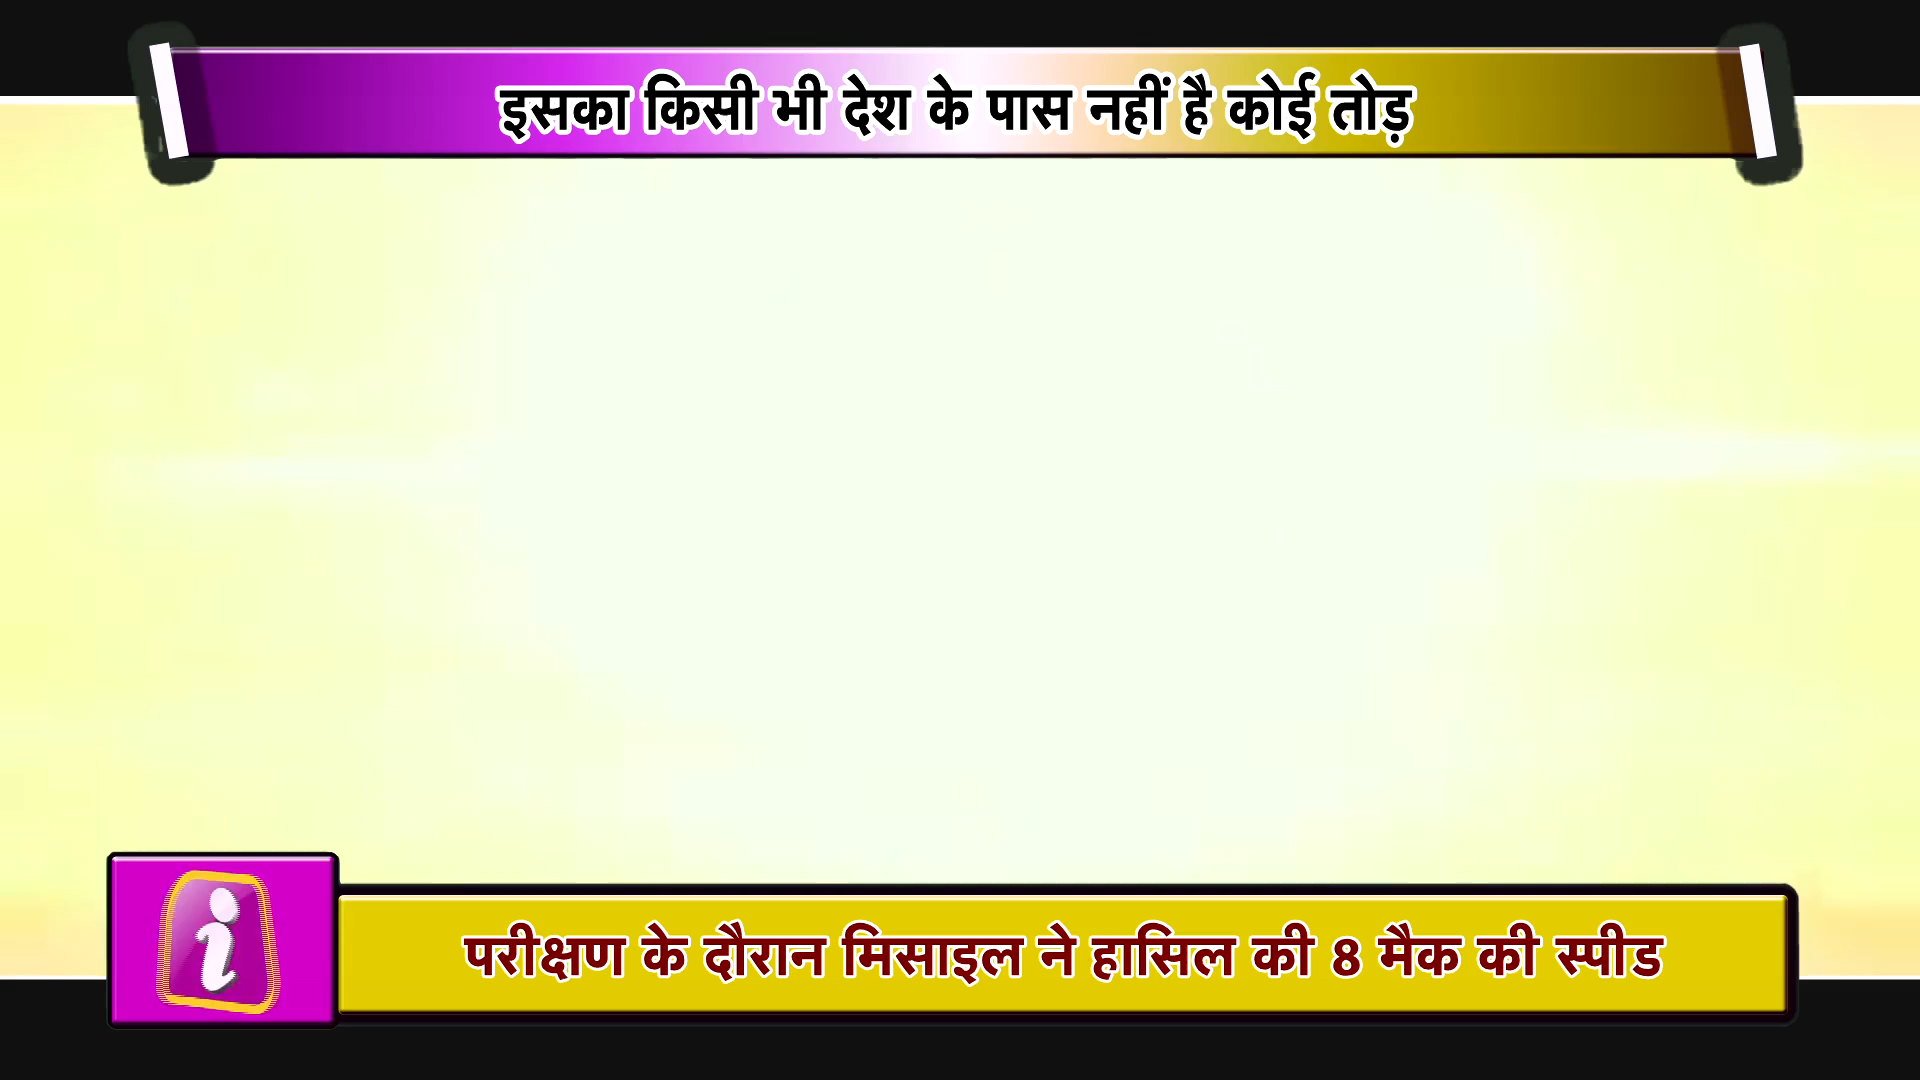 इसका किसी भी देश के पास नहीं है कोई तोड़
परीक्षण के दौरान मिसाइल ने हासिल की 8 मैक की स्पीड